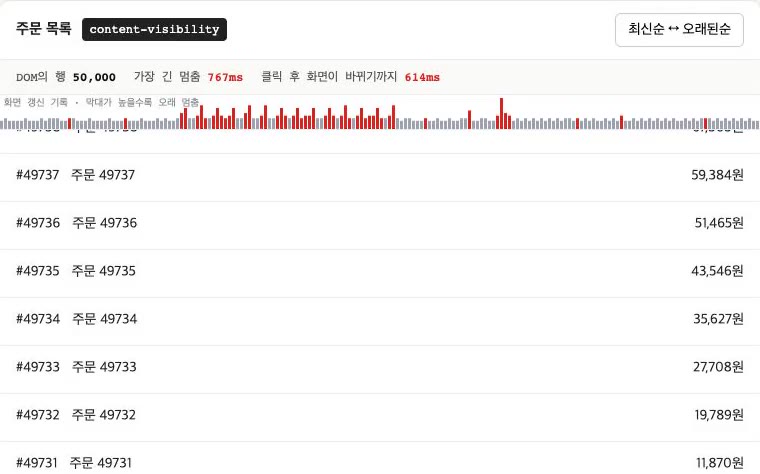 주문 목록 content-visibility 최신순 ↔ 오래된순
DOM의 행 50,000 가장 긴 멈춤 767ms 클릭 후 화면이 바뀌기까지 614ms
화면 갱신 기록 · 막대가 높을수록 오래 멈춤
#49737 주문 49737 59,384원
#49736 주문 49736 51,465원
#49735 주문 49735 43,546원
#49734 주문 49734 35,627원
#49733 주문 49733 27,708원
#49732 주문 49732 19,789원
#49731 주문 49731 11,870원